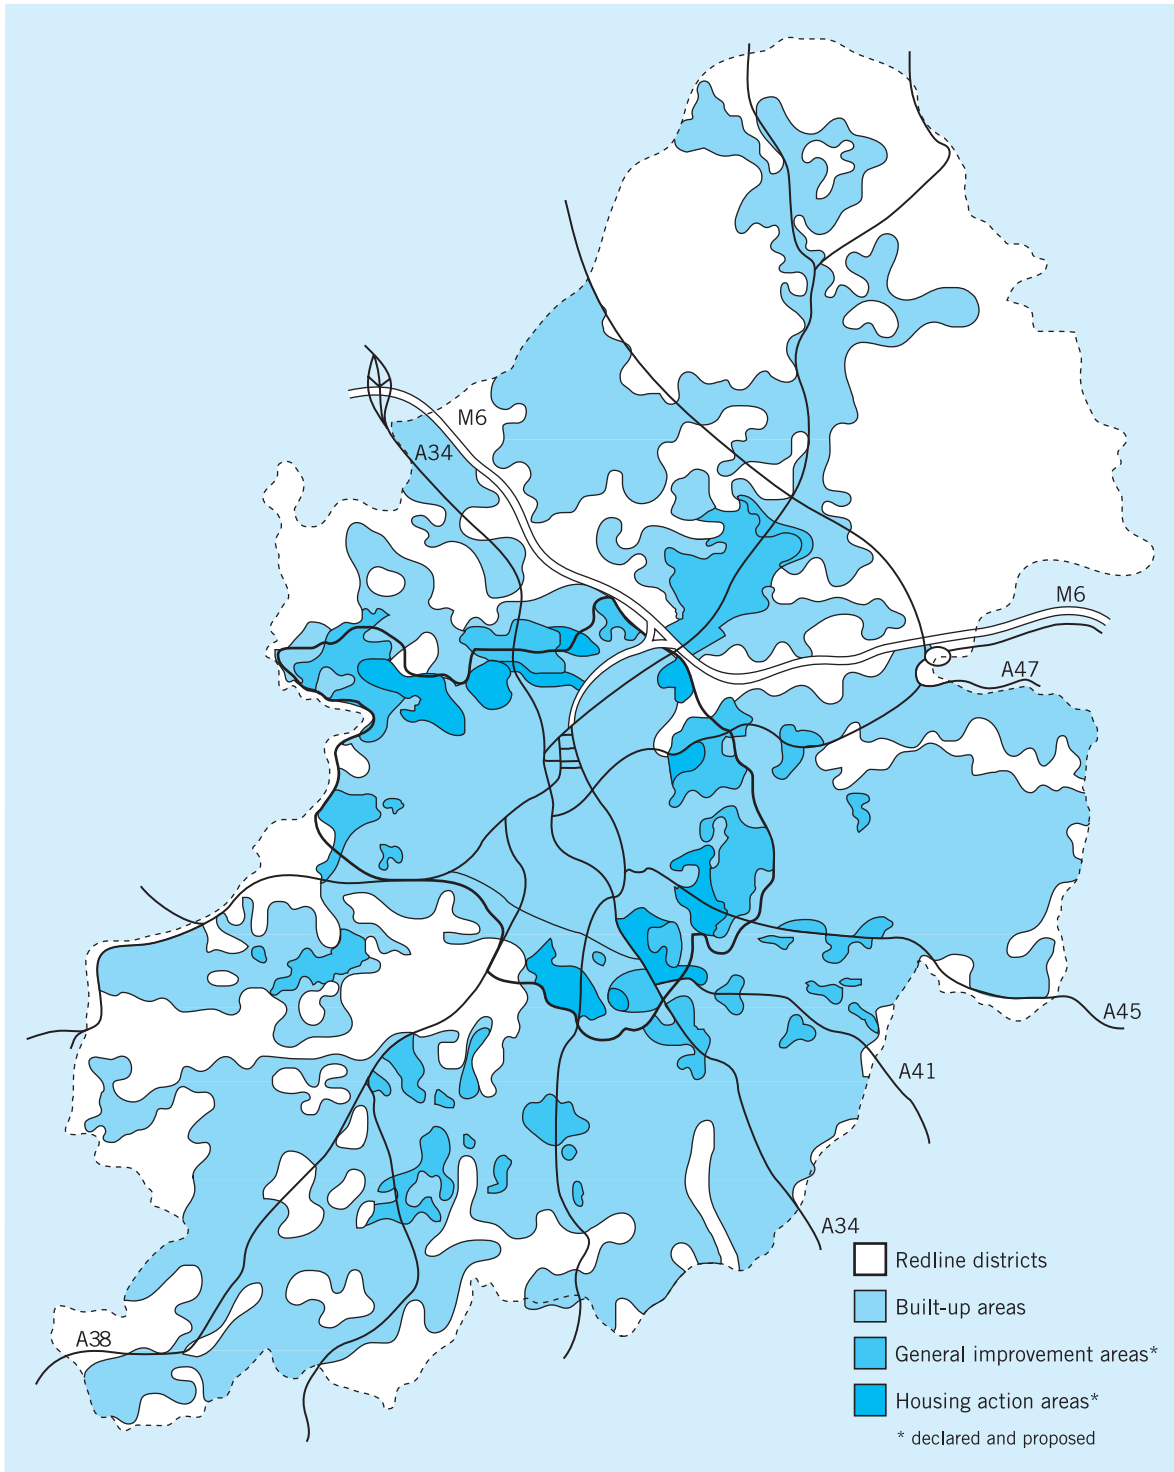 M6
A34
M6
A47
A45
A41
A34
A38
Redline districts
Built-up areas
General improvement areas*
Housing action areas*
* declared and proposed